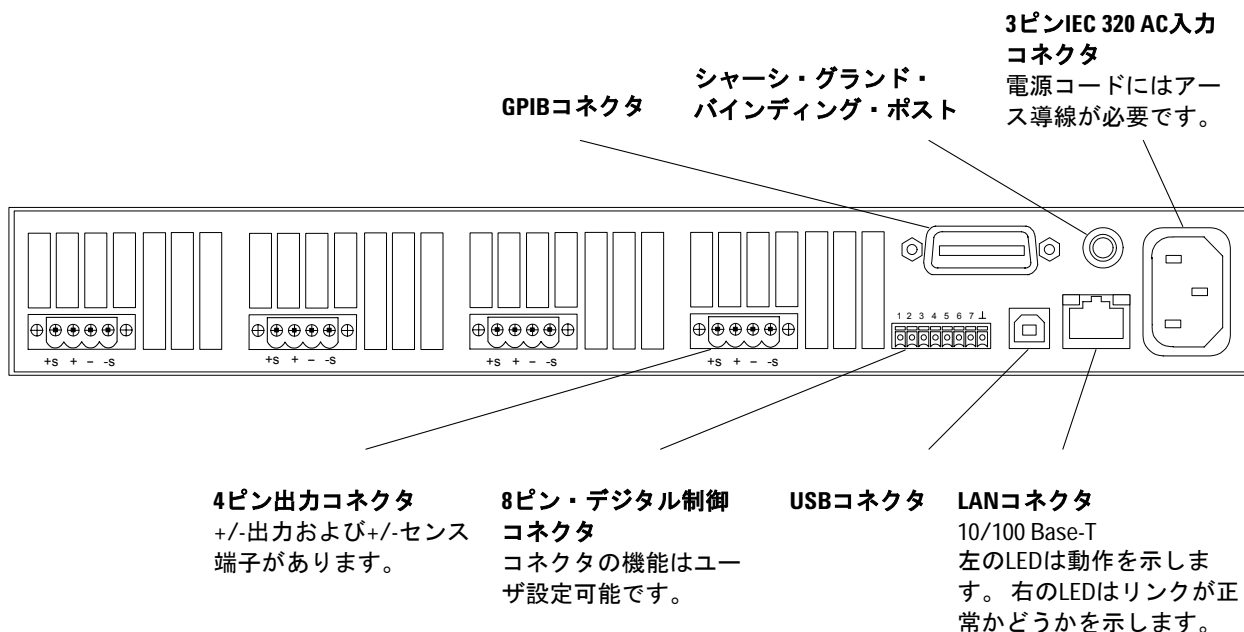 3ピンIEC 320 AC入力
コネクタ
電源コードにはアー
ス導線が必要です。
シャーシ・グランド・
バインディング・ポスト
GPIBコネクタ
1 2 3 4 5 6 7 ⊥
+s + − -s
+s + − -s
+s + − -s
+s + − -s
4ピン出力コネクタ
+/-出力および+/-センス
端子があります。
8ピン・デジタル制御
コネクタ
コネクタの機能はユー
ザ設定可能です。
USBコネクタ
LANコネクタ
10/100 Base-T
左のLEDは動作を示しま
す。 右のLEDはリンクが正
常かどうかを示します。